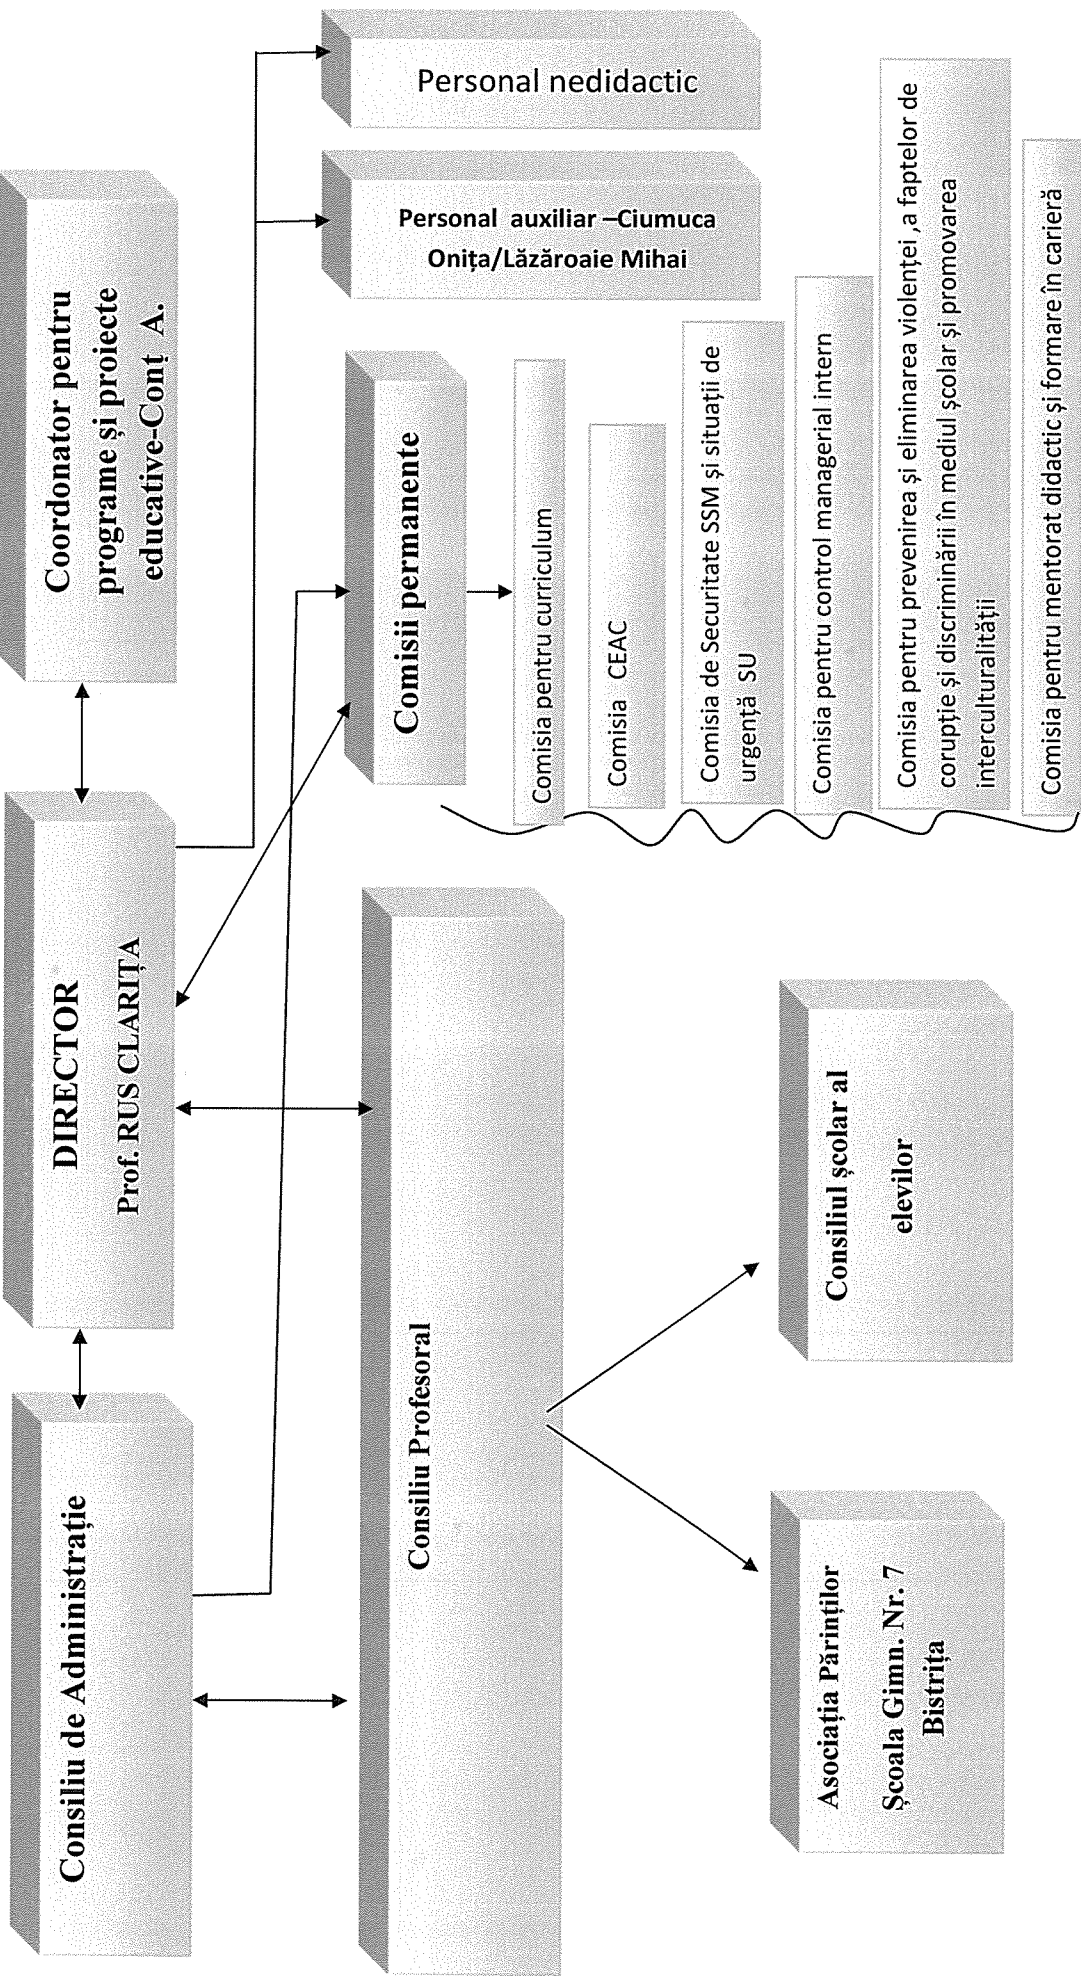 Consiliu de Administrație
DIRECTOR
Prof. RUS CLARIȚA
Coordonator pentru
programe și proiecte
educative-Conț A.
Consiliu Profesoral
Comisii permanente
Personal auxiliar –Ciumuca
Onița/Lăzăroaie Mihai
Personal nedidactic
Comisia pentru curriculum
Comisia CEAC
Comisia de Securitate SSM și situații de
urgență SU
Comisia pentru control managerial intern
Comisia pentru prevenirea și eliminarea violenței ,a faptelor de
corupție și discriminării în mediul școlar și promovarea
interculturalității
Comisia pentru mentorat didactic și formare în carieră
Asociația Părinților
Școala Gimn. Nr. 7
Bistrița
Consiliul școlar al
elevilor